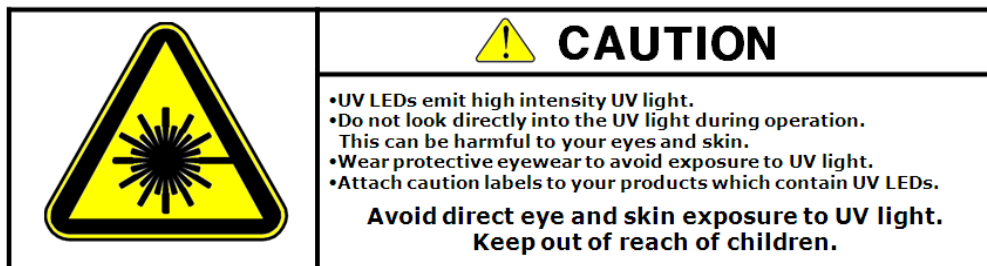 CAUTION
•UV LEDs emit high intensity UV light.
•Do not look directly into the UV light during operation.
This can be harmful to your eyes and skin.
•Wear protective eyewear to avoid exposure to UV light.
•Attach caution labels to your products which contain UV LEDs.
Avoid direct eye and skin exposure to UV light.
Keep out of reach of children.